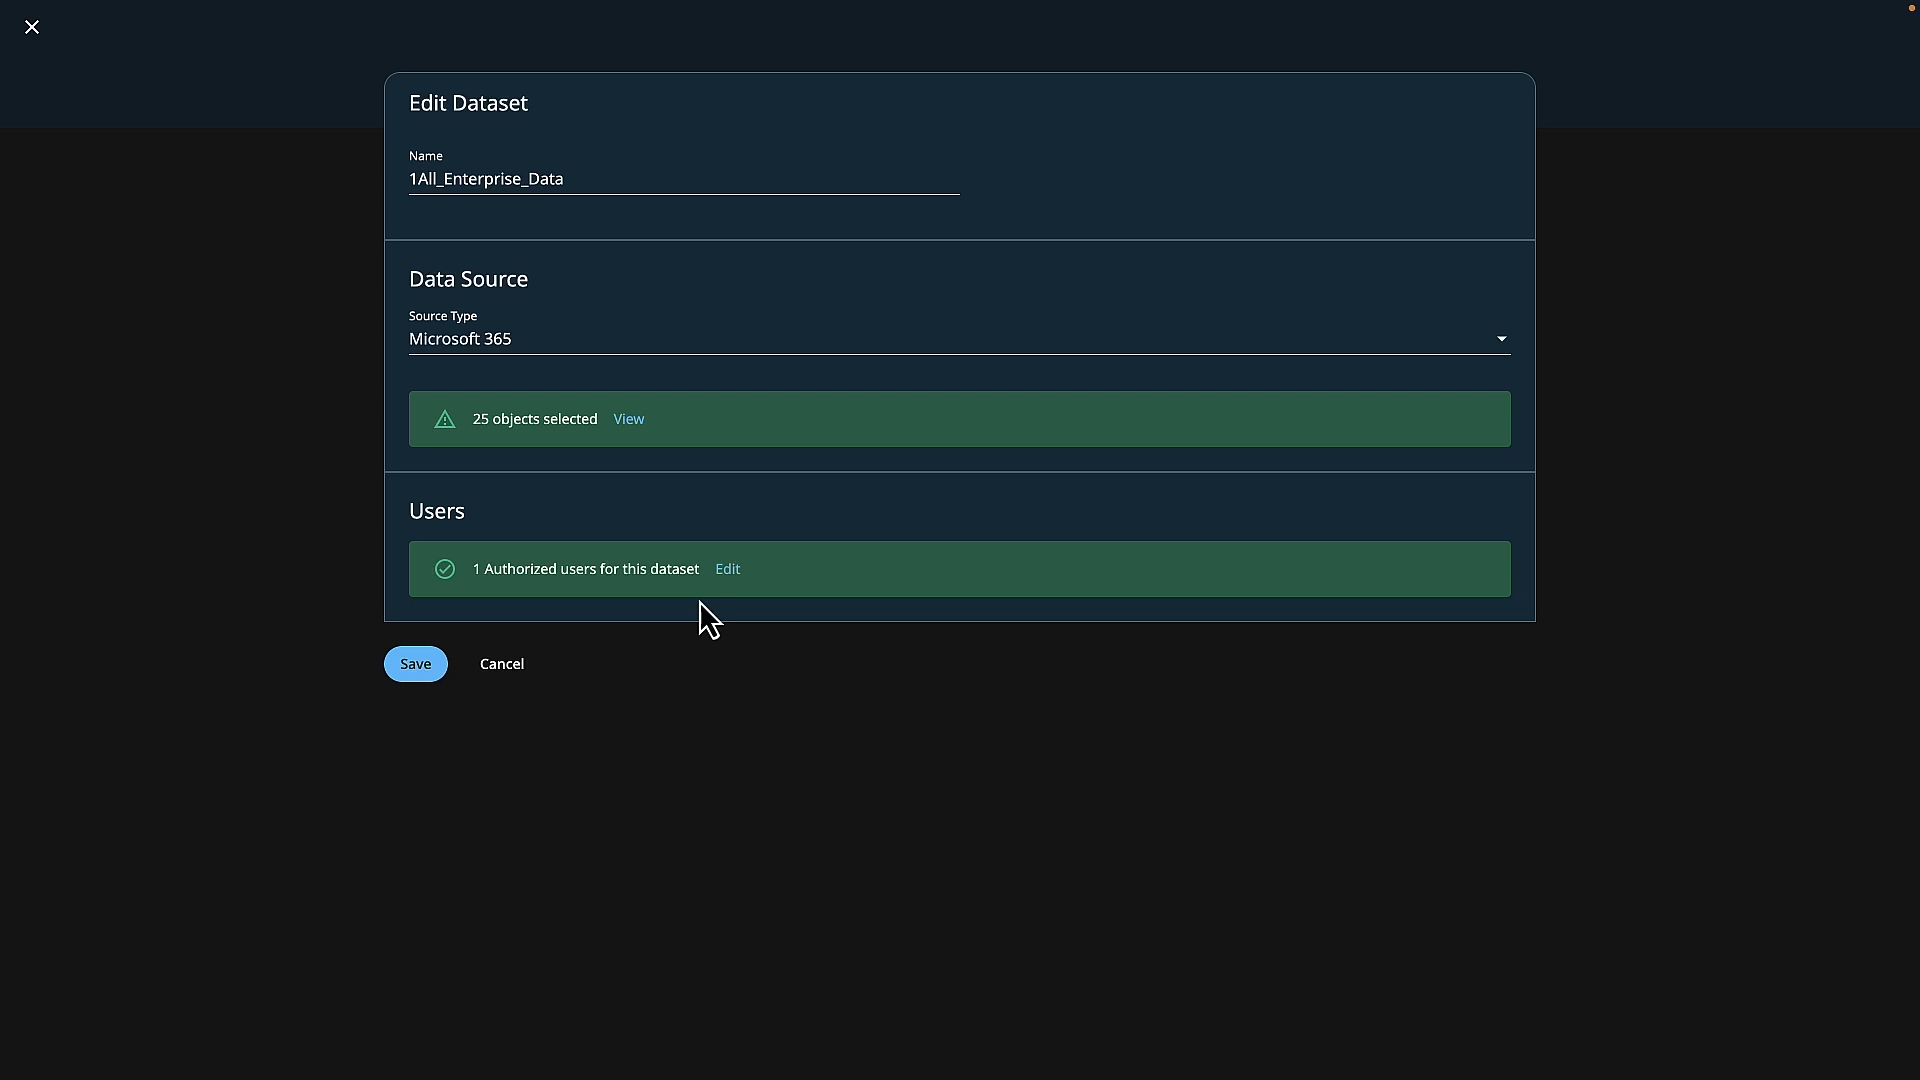 Edit Dataset
Name
1All_Enterprise_Data
Data Source
Source Type
Microsoft 365
25 objects selected View
Users
1 Authorized users for this dataset Edit
Save Cancel